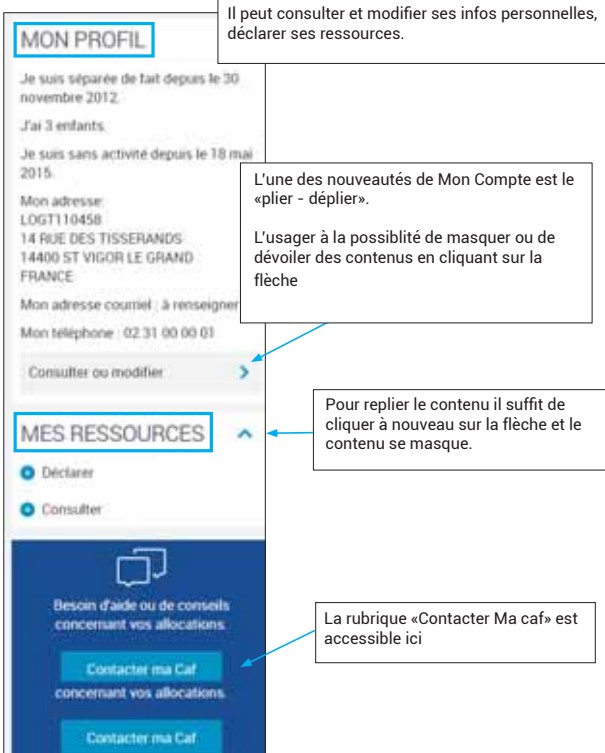 Il peut consulter et modifier ses infos personnelles,
déclarer ses ressources.
MON PROFIL
Je suis séparée de fait depuis le 30
novembre 2012.
J'ai 3 enfants.
Je suis sans activité depuis le 18 mai
2015.
Mon adresse:
LOGT110458
14 RUE DES TISSERANDS
14400 ST VIGOR LE GRAND
FRANCE
Mon adresse courriel : à renseigner
Mon téléphone : 02 31 00 00 01
Consulter ou modifier
L'une des nouveautés de Mon Compte est le
«plier - déplier».
L'usager à la possiblité de masquer ou de
dévoiler des contenus en cliquant sur la
flèche
MES RESSOURCES
Pour replier le contenu il suffit de
cliquer à nouveau sur la flèche et le
contenu se masque.
Déclarer
Consulter
Besoin d'aide ou de conseils
concernant vos allocations.
Contacter ma Caf
La rubrique «Contacter Ma caf» est
accessible ici
concernant vos allocations.
Contacter ma Caf